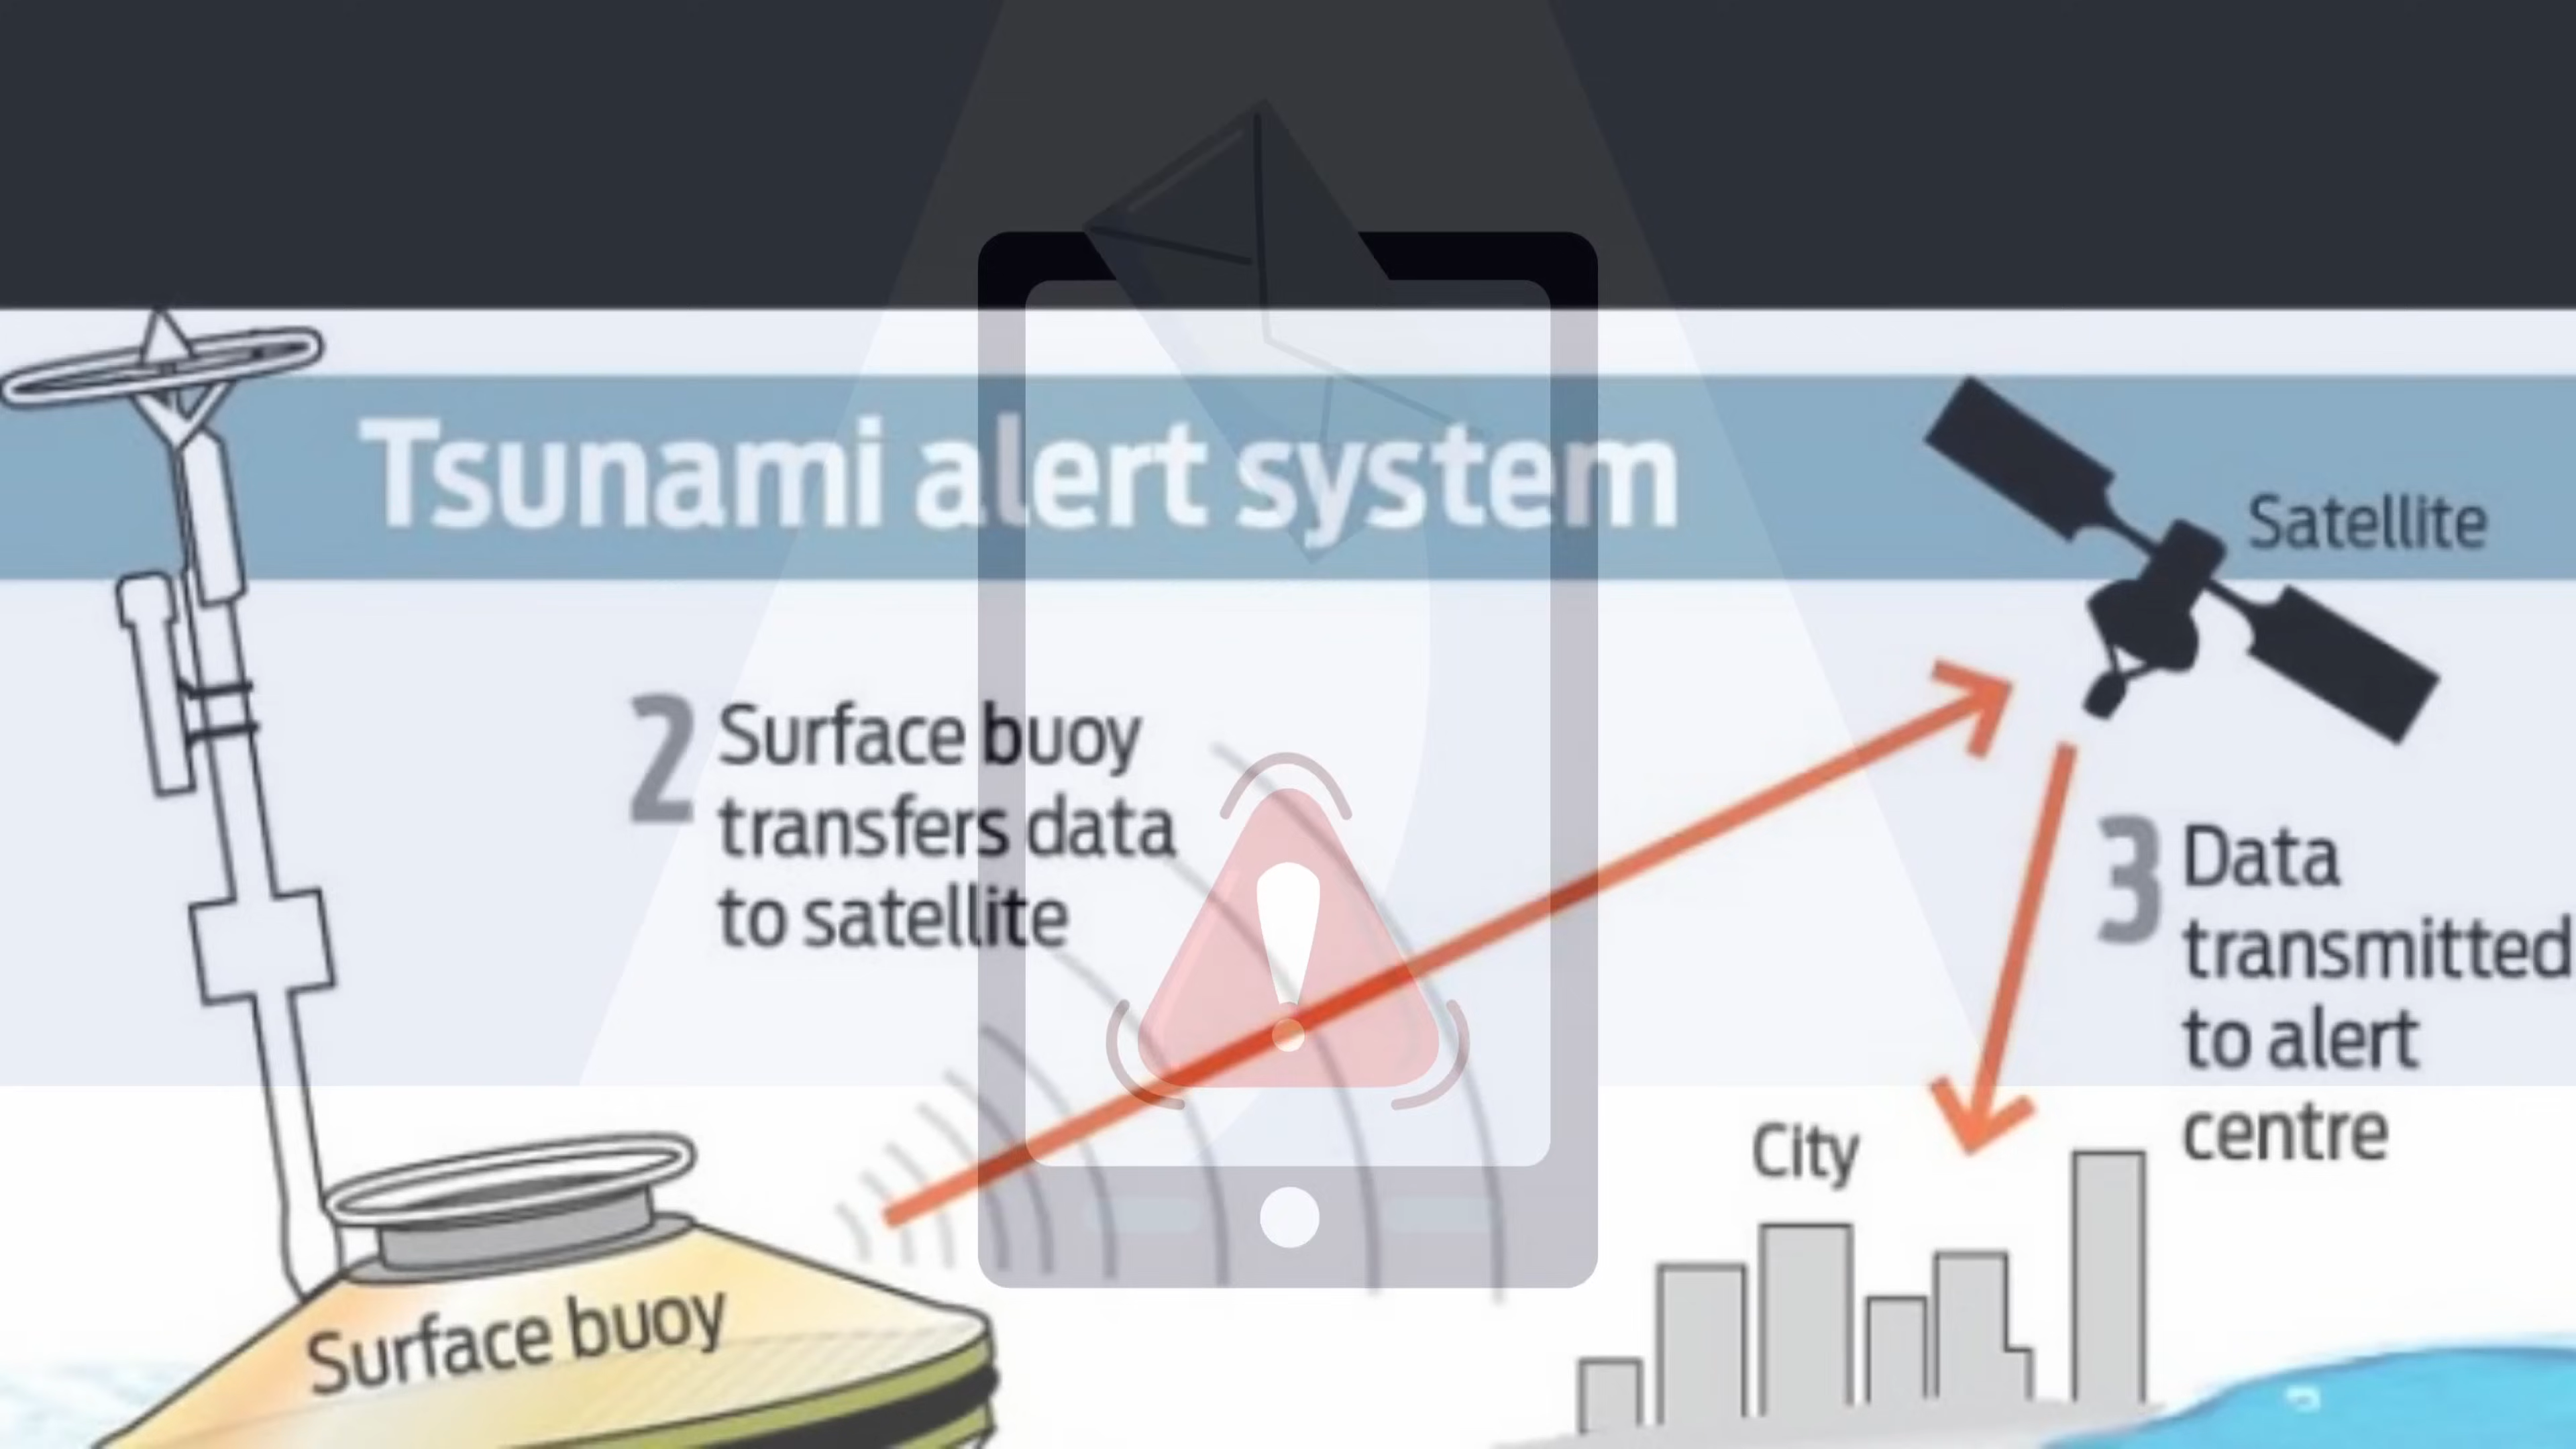 Tsunami alert system
Satellite
2
Surface buoy
transfers data
to satellite
3
Data
transmitted
to alert
centre
City
Surface buoy